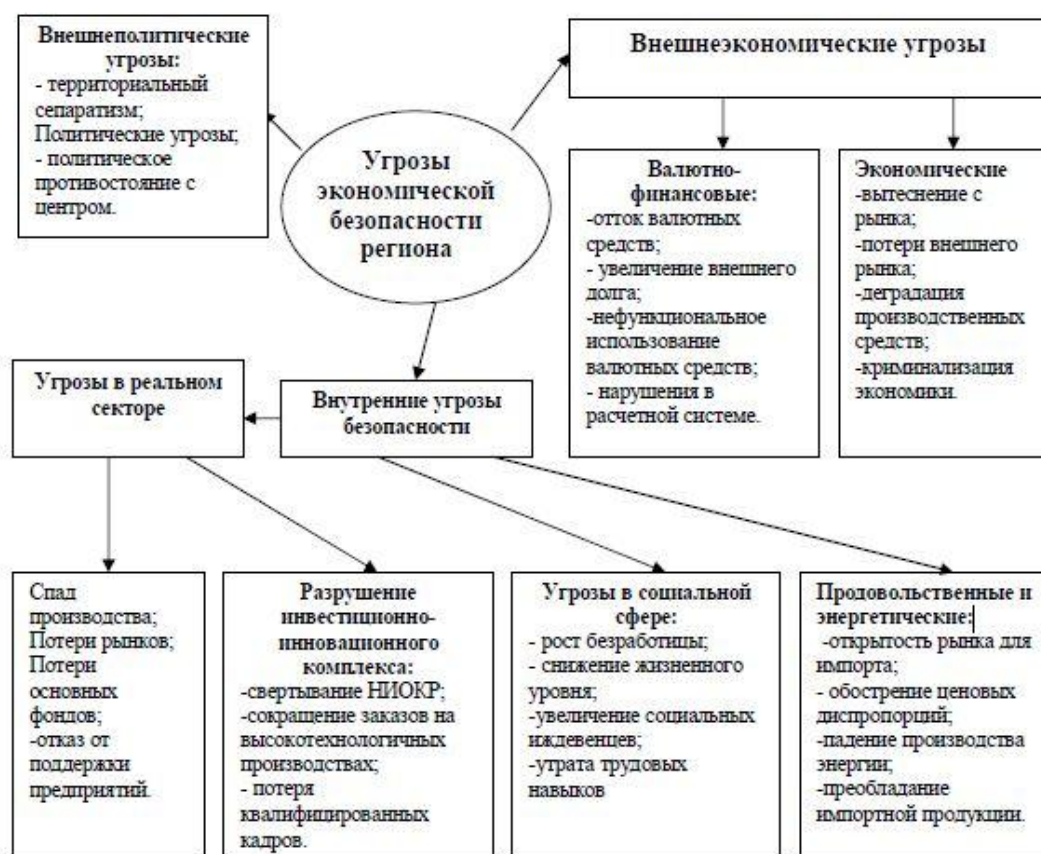 Внешнеполитические
угрозы:
- территориальный
сепаратизм;
Политические угрозы;
- политическое
противостояние с
центром.
Внешнеэкономические угрозы
Угрозы
экономической
безопасности
региона
Валютно-
финансовые:
-отток валютных
средств;
- увеличение внешнего
долга;
-нефункциональное
использование
валютных средств;
- нарушения в
расчетной системе.
Экономические
-вытеснение с
рынка;
-потери внешнего
рынка;
-деградация
производственных
средств;
-криминализация
экономики.
Угрозы в реальном
секторе
Внутренние угрозы
безопасности
Спад
производства;
Потери рынков;
Потери
основных
фондов;
-отказ от
поддержки
предприятий.
Разрушение
инвестиционно-
инновационного
комплекса:
-свертывание НИОКР;
-сокращение заказов на
высокотехнологичных
производствах;
- потеря
квалифицированных
кадров.
Угрозы в социальной
сфере:
- рост безработицы;
- снижение жизненного
уровня;
-увеличение социальных
иждевенцев;
-утрата трудовых
навыков
Продовольственные и
энергетические:
-открытость рынка для
импорта;
- обострение ценовых
диспропорций;
-падение производства
энергии;
-преобладание
импортной продукции.